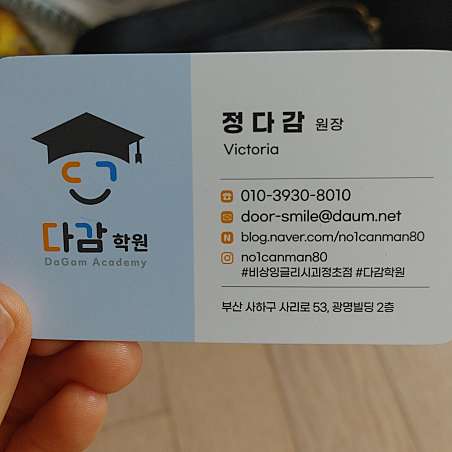 다감 학원
DaGam Academy
정다감 원장
Victoria
010-3930-8010
door-smile@daum.net
N blog.naver.com/no1canman80
no1canman80
#비상잉글리시괴정초점 #다감학원
부산 사하구 사리로 53, 광명빌딩 2층